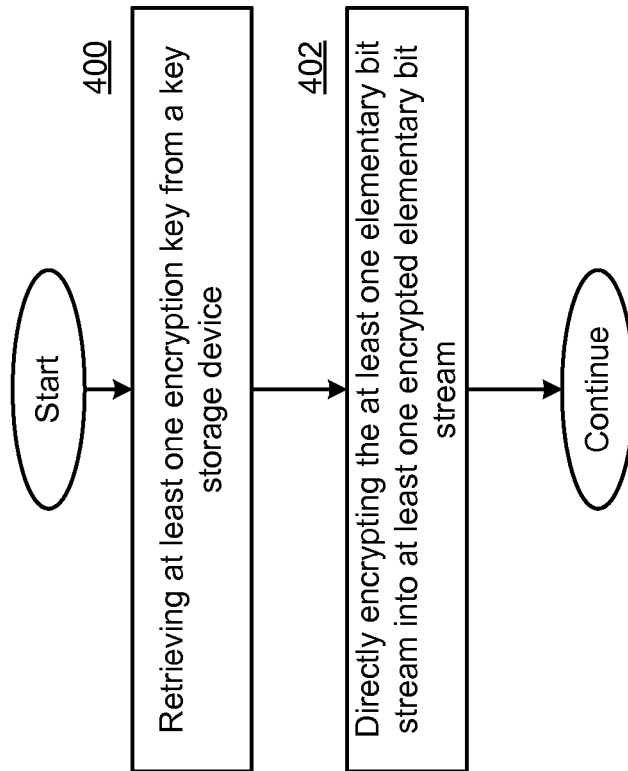 Start
400
Retrieving at least one encryption key from a key
storage device
402
Directly encrypting the at least one elementary bit
stream into at least one encrypted elementary bit
stream
Continue